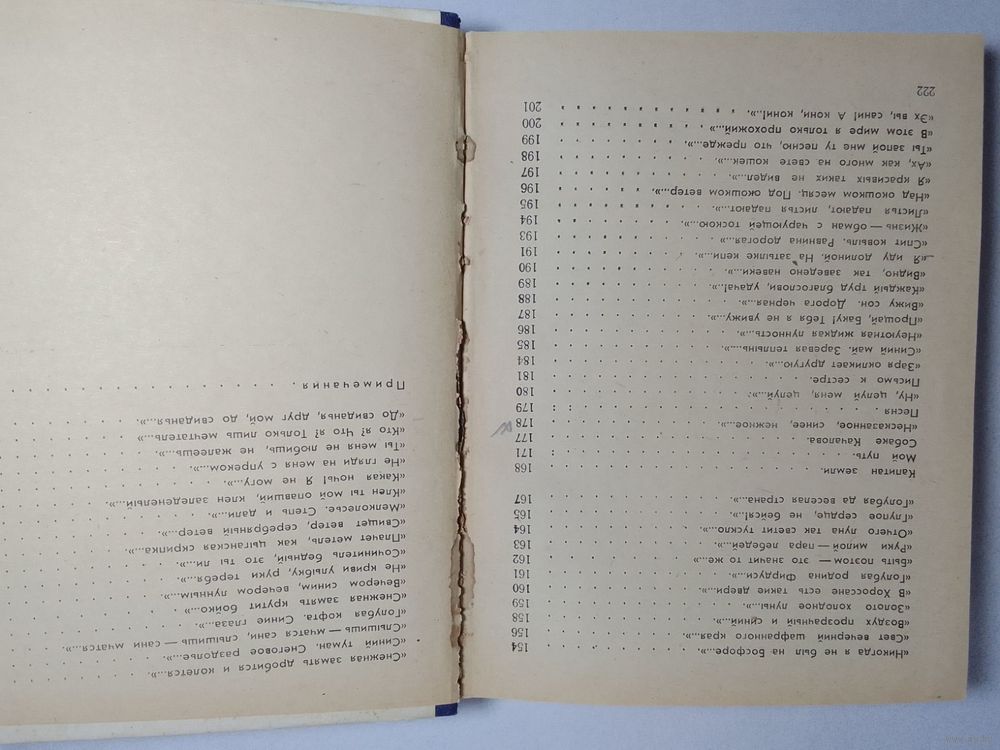 «Никогда я не был на Босфоре...». 154
«Свет вечерний шафранного края...». 156
«Воздух прозрачный и синий...». 158
«Золото холодное луны...». 159
«В Хороссане есть такие двери...». 160
«Голубая родина Фирдуси...». 161
«Быть поэтом — это значит то же...» 162
«Руки милой — пара лебедей...». 163
«Отчего луна так светит тускло...». 164
«Глупое сердце, не бейся!..». 165
«Голубая да веселая страна...». 167
Капитан земли. 168
Мой путь. 171
Собаке Качалова. 177
«Несказанное, синее, нежное...». 178
Песня 179
«Ну, целуй меня, целуй...». 180
Письмо к сестре. 181
«Заря окликает другую...». 184
«Синий май. Заревая теплынь...». 185
«Неуютная жидкая лунность...». 186
«Прощай, Баку! Тебя я не увижу...». 187
«Вижу сон. Дорога черная...». 188
«Каждый труд благослови, удача!..». 189
«Видно, так заведено навеки...». 190
«Я иду долиной. На затылке кепи...». 191
«Спит ковыль. Равнина дорогая...» 193
«Жизнь — обман с чарующей тоскою...». 194
«Листья падают, листья падают...». 195
«Над окошком месяц. Под окошком ветер...». 196
«Я красивых таких не видел...». 197
«Ах, как много на свете кошек...». 198
«Ты запой мне ту песню, что прежде...». 199
«В этом мире я только прохожий...» 200
«Эх, вы, сани! А кони, кони!..». 201
222
«Снежная замять дробится и колется...».
«Синий туман. Снеговое раздолье...».
«Слышишь — мчатся сани, слышишь — сани мчатся...».
«Голубая кофта. Синие глаза...».
«Снежная замять крутит бойко...».
«Вечером синим, вечером лунным...».
«Не криви улыбку, руки теребя...».
«Сочинитель бедный, это ты ли...».
«Плачет метель, как цыганская скрипка...».
«Свищет ветер, серебряный ветер...».
«Мелколесье. Степь и дали...».
«Клен ты мой опавший, клен заледенелый...».
«Какая ночь! Я не могу...».
«Не гляди на меня с упреком...».
«Ты меня не любишь, не жалеешь...».
«Кто я? Что я? Только лишь мечтатель...»
«До свиданья, друг мой, до свиданья...».
Примечания.